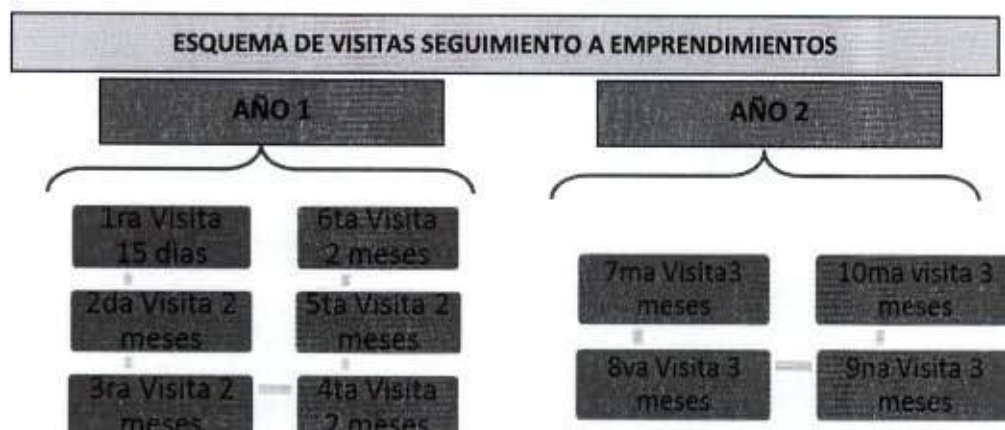 ESQUEMA DE VISITAS SEGUIMIENTO A EMPRENDIMIENTOS
AÑO 1
1ra Visita
15 dias
2da Visita 2
meses
3ra Visita 2
meses
4ta Visita
2 meses
5ta Visita 2
meses
6ta Visita
2 meses
AÑO 2
7ma Visita3
meses
8va Visita 3
meses
9na Visita 3
meses
10ma visita 3
meses